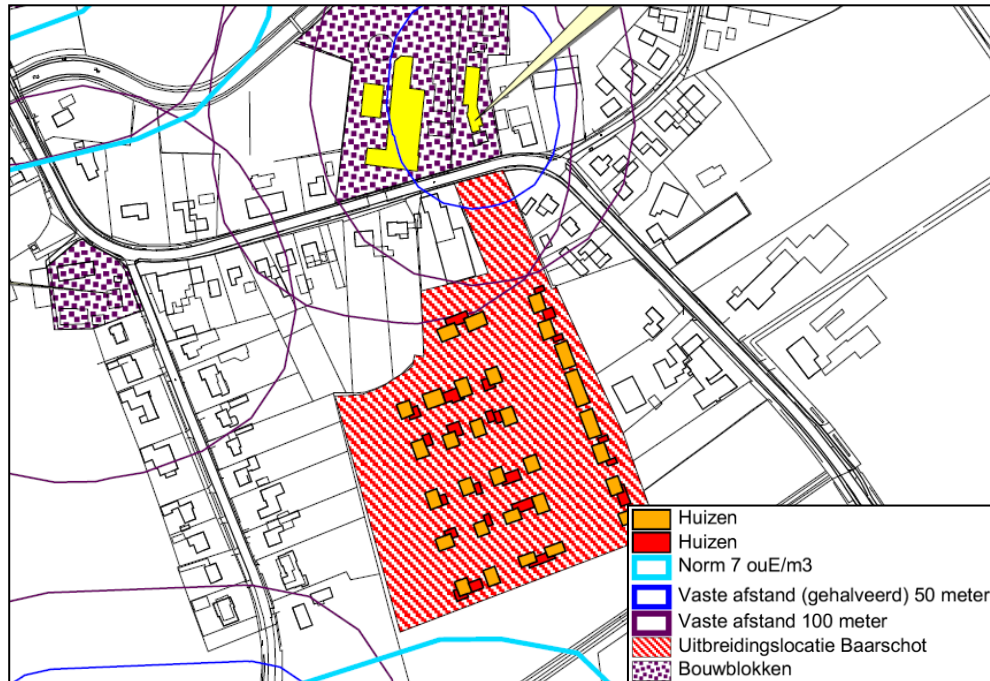 Huizen
Huizen
Norm 7 ouE/m3
Vaste afstand (gehalveerd) 50 meter
Vaste afstand 100 meter
Uitbreidingslocatie Baarschot
Bouwblokken